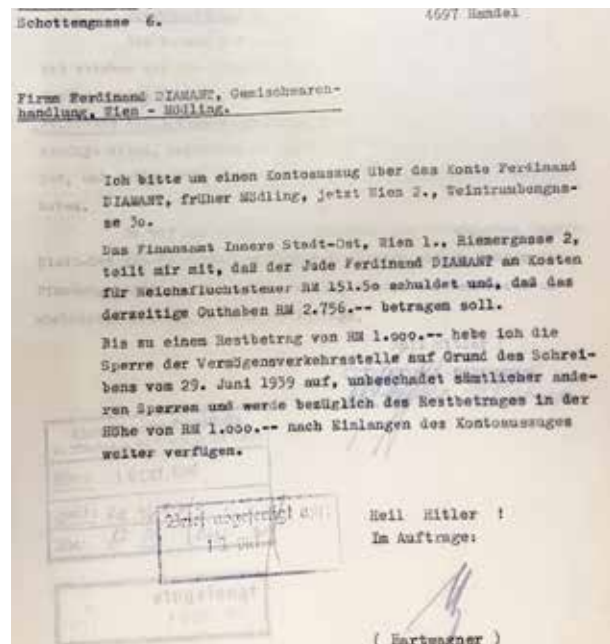 Schottengasse 6.
4697 Handel
Firma Ferdinand DIAMANT, Gemischwaren-
handlung, Wien - Mödling.
Ich bitte um einen Kontoauszug über das Konto Ferdinand
DIAMANT, früher Mödling, jetzt Wien 2., Weintraubengas-
se 3o.
Das Finanzamt Innere Stadt-Ost, Wien 1., Riemergasse 2,
teilt mir mit, daß der Jude Ferdinand DIAMANT an Kosten
für Reichsfluchtsteuer RM 151.5o schuldet und, daß das
derzeitige Guthaben RM 2.756.-- betragen soll.
Bis zu einem Restbetrag von RM 1.ooo.-- hebe ich die
Sperre der Vermögensverkehrsstelle auf Grund des Schrei-
bens vom 29. Juni 1939 auf, unbeschadet sämtlicher ande-
ren Sperren und werde bezüglich des Restbetrages in der
Höhe von RM 1.ooo.-- nach Einlangen des Kontoauszuges
weiter verfügen.
Heil Hitler !
Im Auftrage:
( Hartwagner )